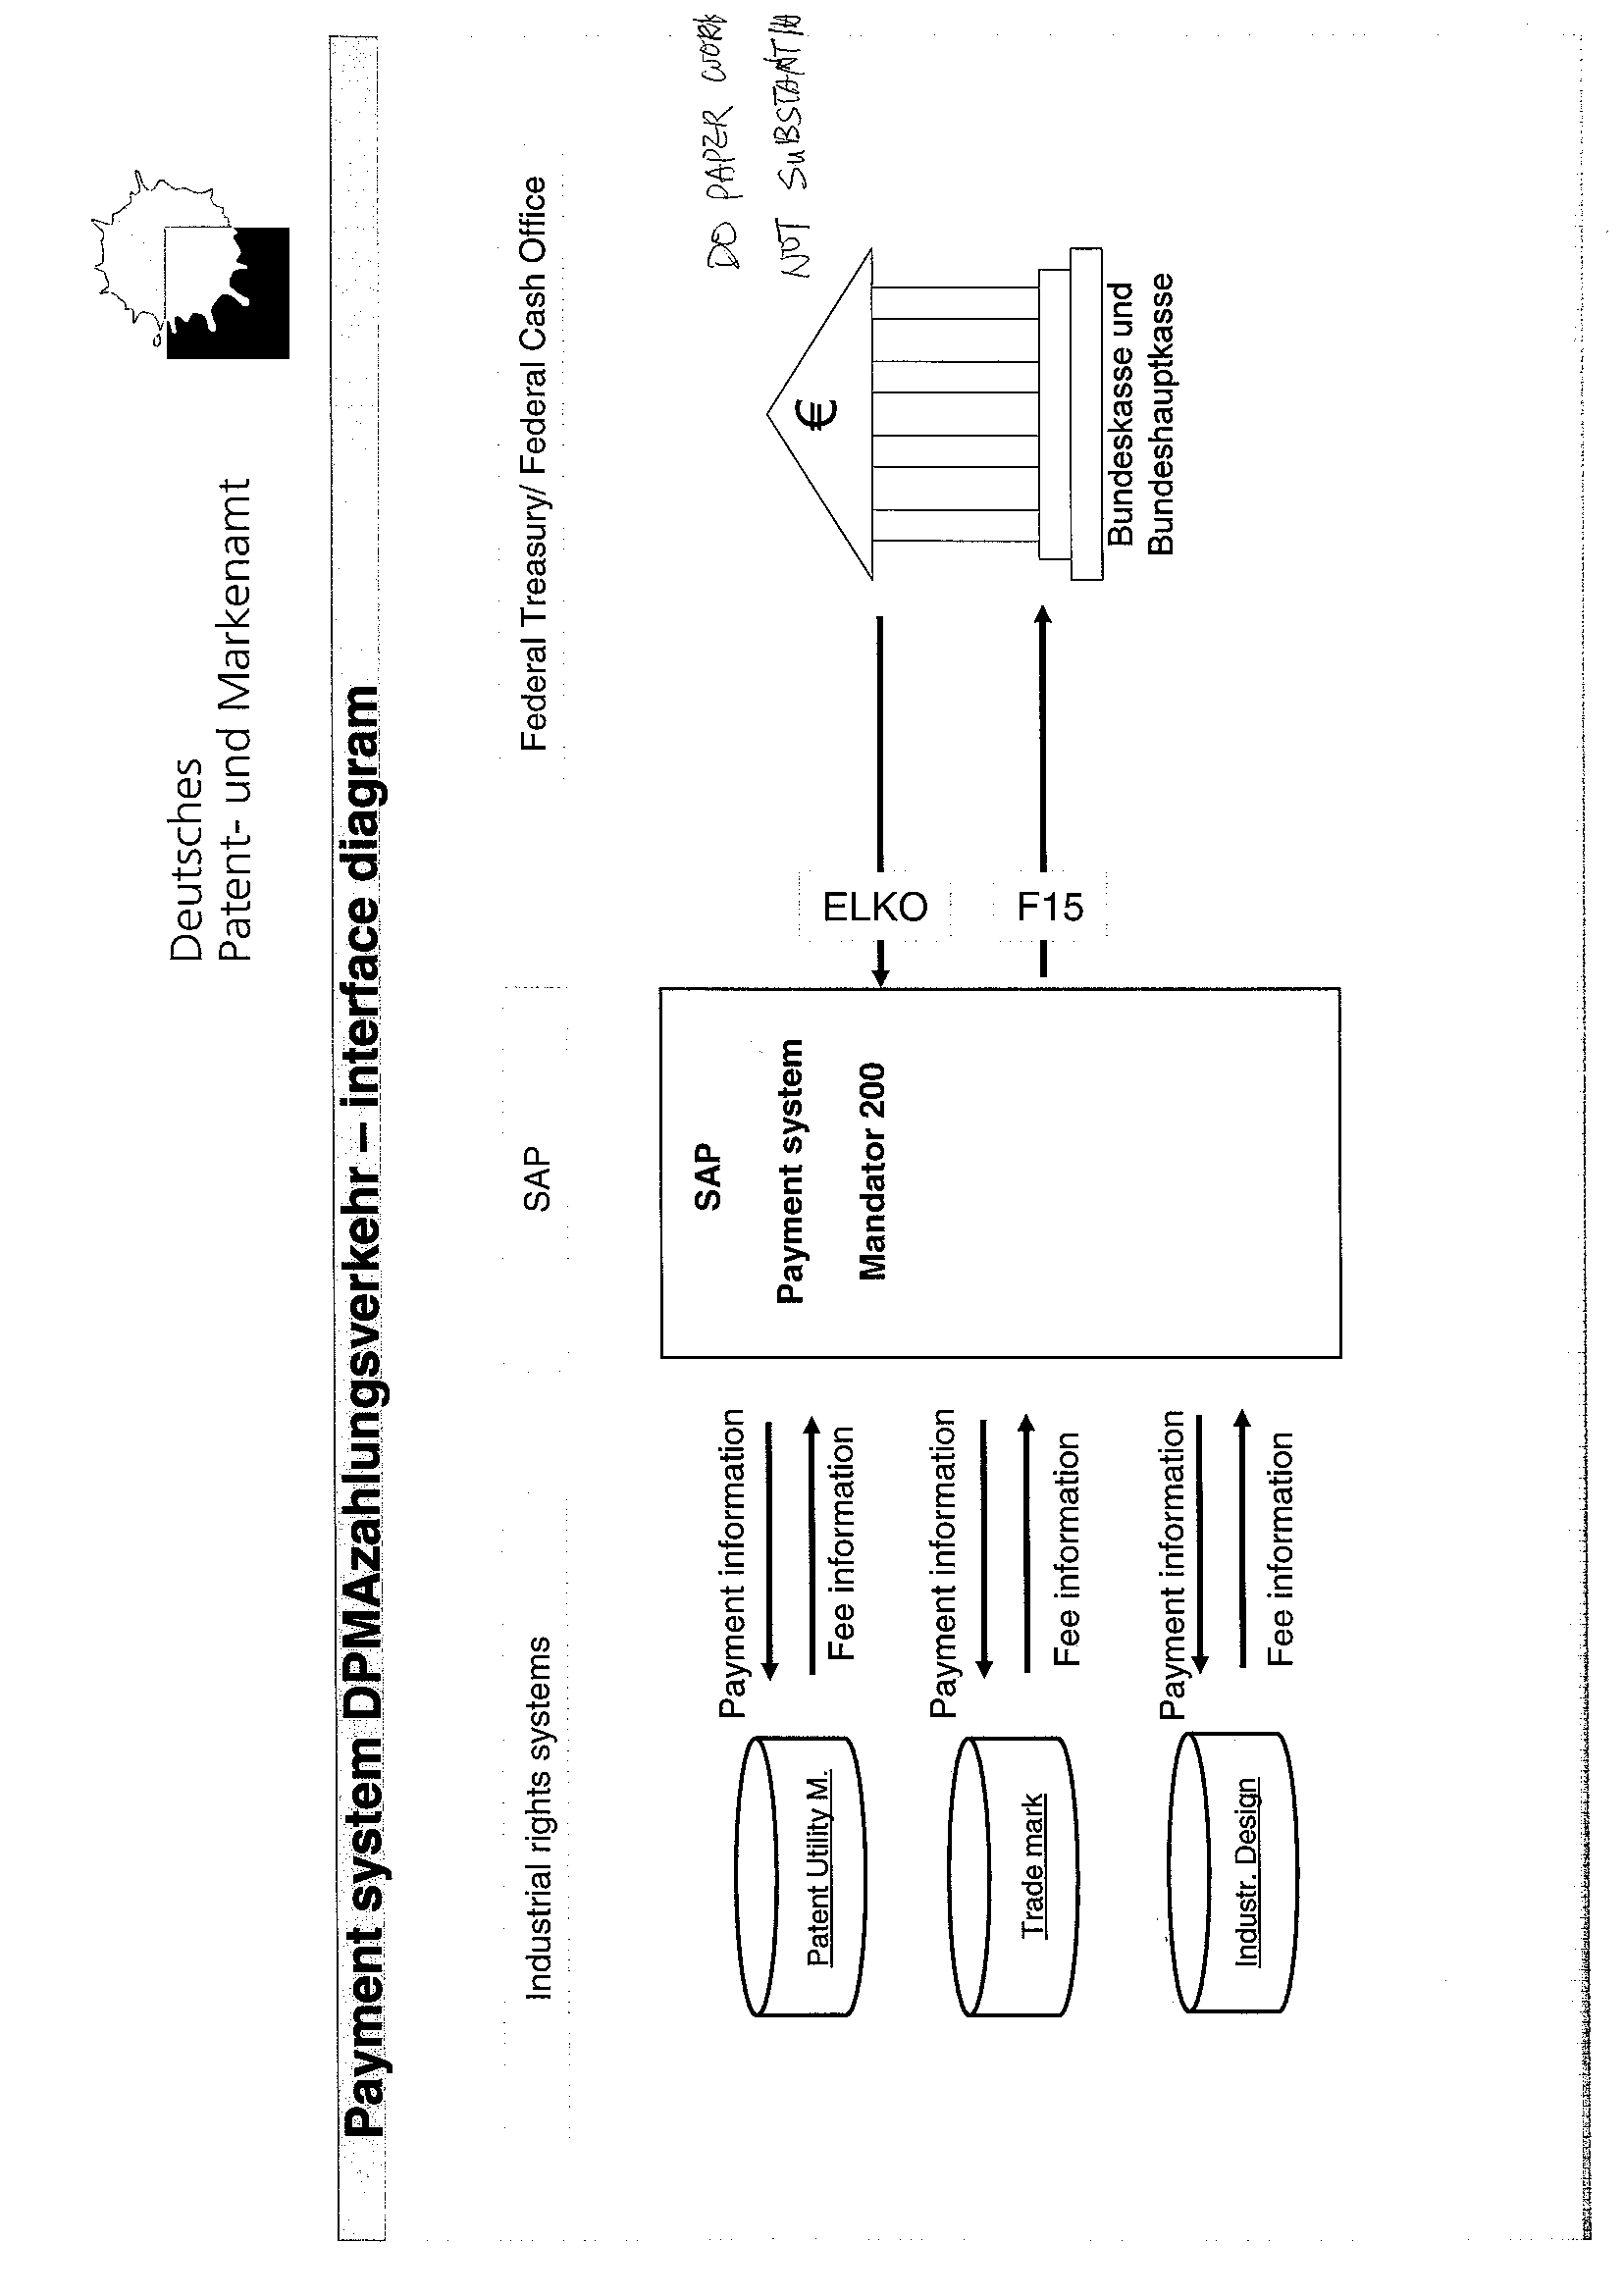 Deutsches
Patent- und Markenamt
Payment system DPMAzahlungsverkehr – interface diagram
Industrial rights systems
SAP
Federal Treasury/ Federal Cash Office
DO PAPER WORK
NOT
Patent Utility M.
Payment information
Fee information
Trade mark
Payment information
Fee information
Industr. Design
Payment information
Fee information
SAP
Payment system
Mandator 200
ELKO
F15
€
Bundeskasse und
Bundeshauptkasse